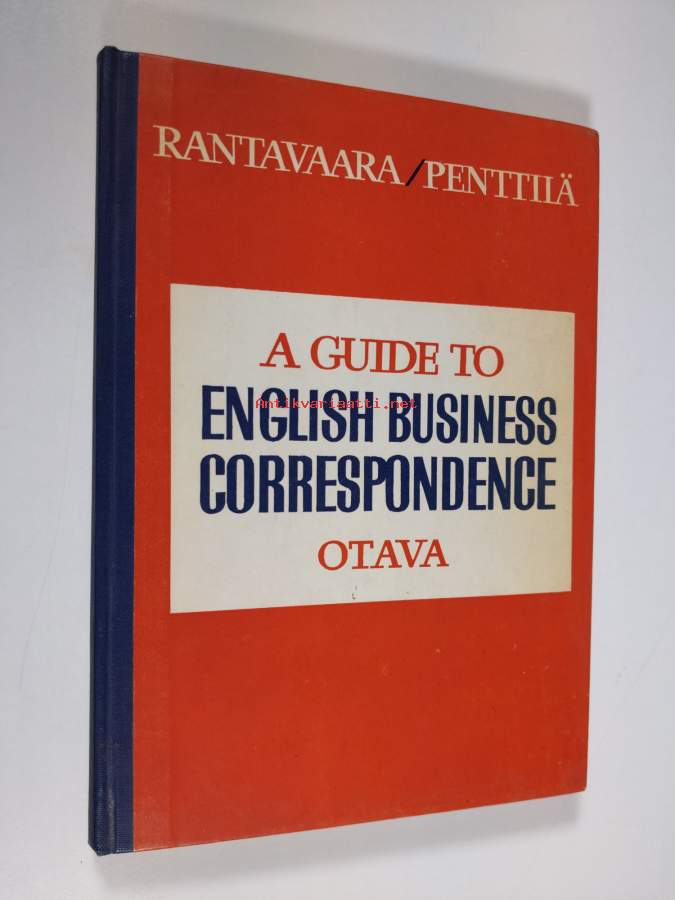 RANTAVAARA/PENTTILÄ
A GUIDE TO
ENGLISH BUSINESS
Antikvariaatti.net
CORRESPONDENCE
OTAVA